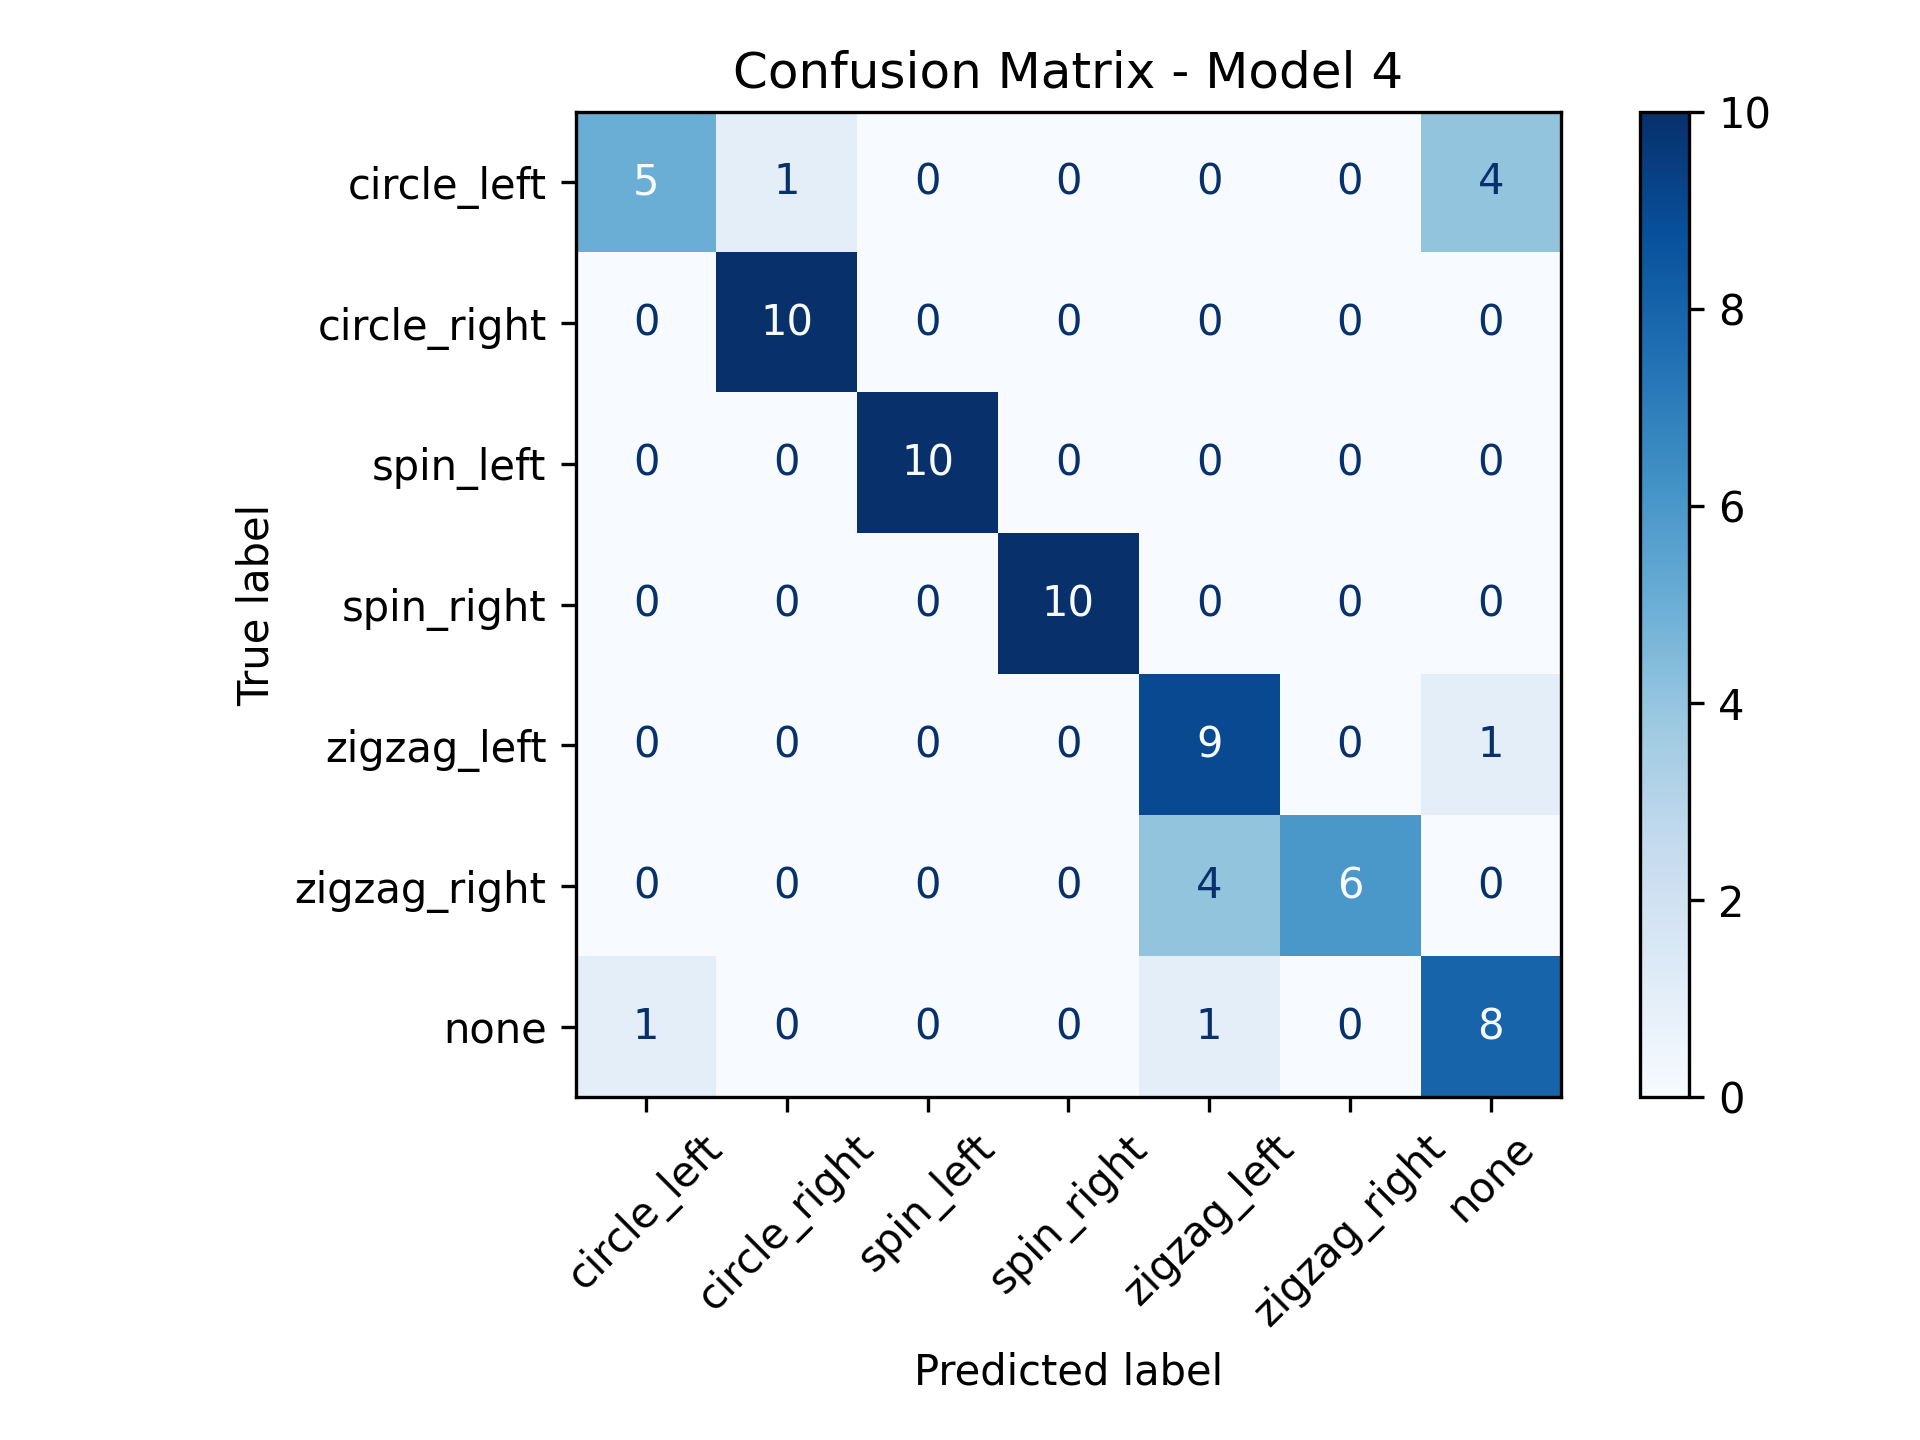 Confusion Matrix - Model 4
True label
circle_left 5 1 0 0 0 0 4
circle_right 0 10 0 0 0 0 0
spin_left 0 0 10 0 0 0 0
spin_right 0 0 0 10 0 0 0
zigzag_left 0 0 0 0 9 0 1
zigzag_right 0 0 0 0 4 6 0
none 1 0 0 0 1 0 8
circle_left circle_right spin_left spin_right zigzag_left zigzag_right none
Predicted label
10
8
6
4
2
0